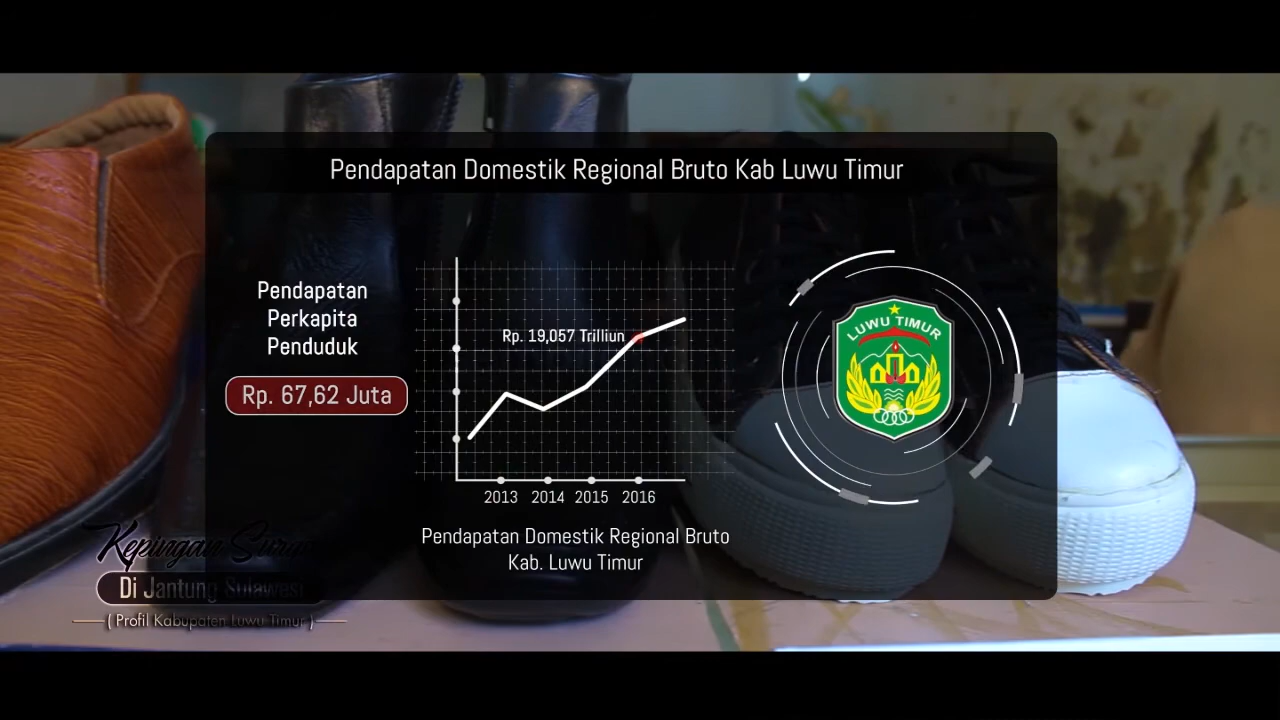 Pendapatan Domestik Regional Bruto Kab Luwu Timur
Pendapatan
Perkapita
Penduduk
Rp. 67,62 Juta
Rp. 19,057 Trilliun
2013 2014 2015 2016
Pendapatan Domestik Regional Bruto
Kab. Luwu Timur
LUWU TIMUR
Kepingan Surga
Di Jantung Sulawesi
( Profil Kabupaten Luwu Timur )